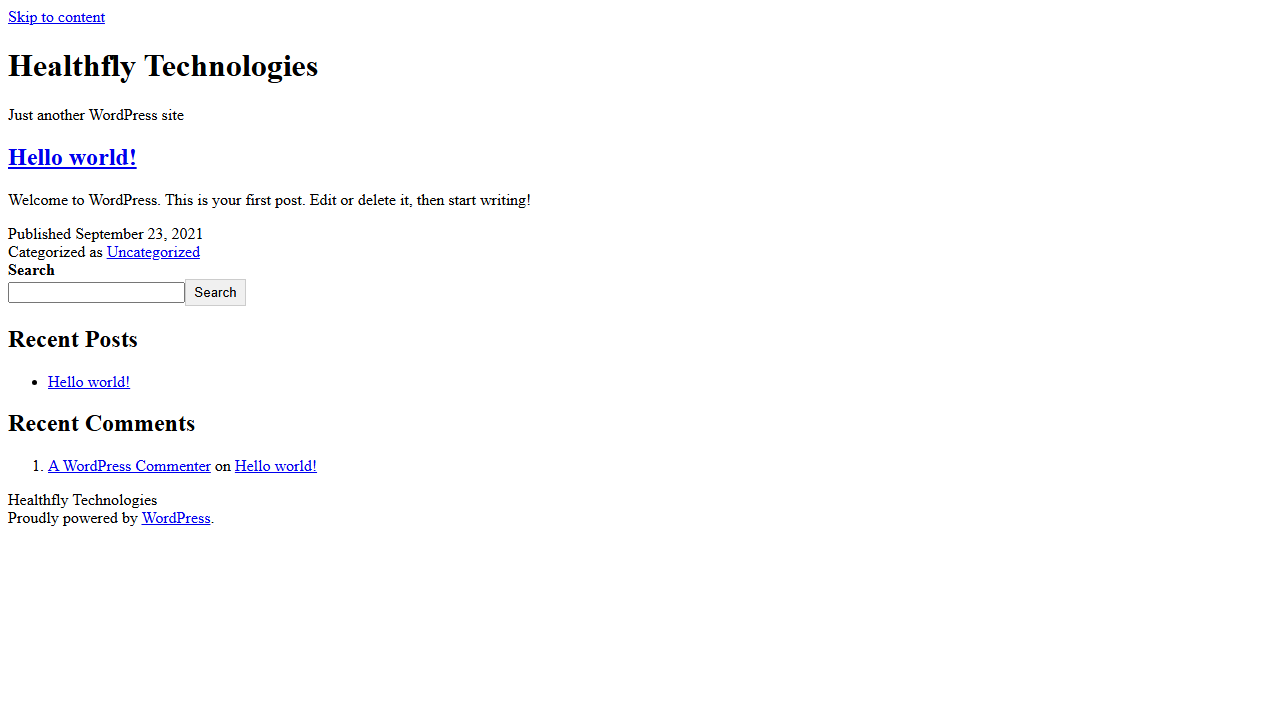 Skip to content
Healthfly Technologies
Just another WordPress site
Hello world!
Welcome to WordPress. This is your first post. Edit or delete it, then start writing!
Published September 23, 2021
Categorized as Uncategorized
Search
Search
Recent Posts
Hello world!
Recent Comments
1. A WordPress Commenter on Hello world!
Healthfly Technologies
Proudly powered by WordPress.